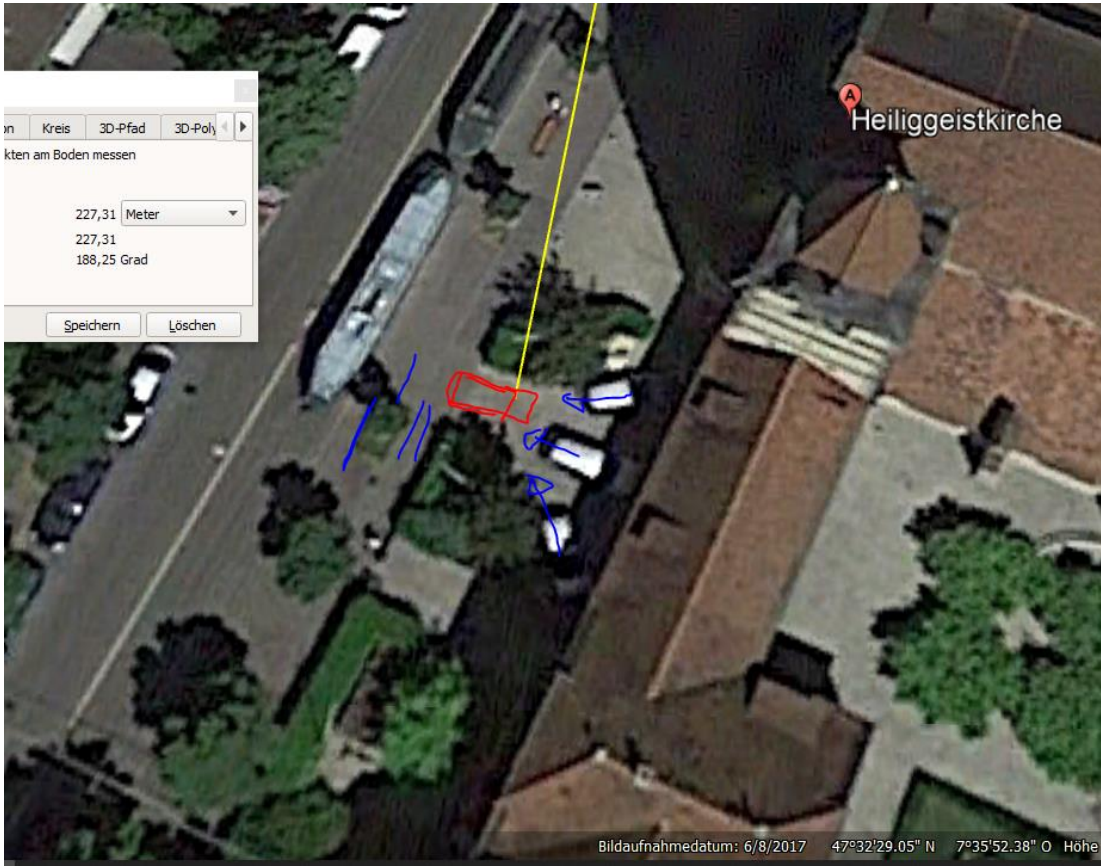 on Kreis 3D-Pfad 3D-Poly
kten am Boden messen
227,31 Meter
227,31
188,25 Grad
Speichern Löschen
A
Heiliggeistkirche
Bildaufnahmedatum: 6/8/2017 47°32'29.05" N 7°35'52.38" O Höhe